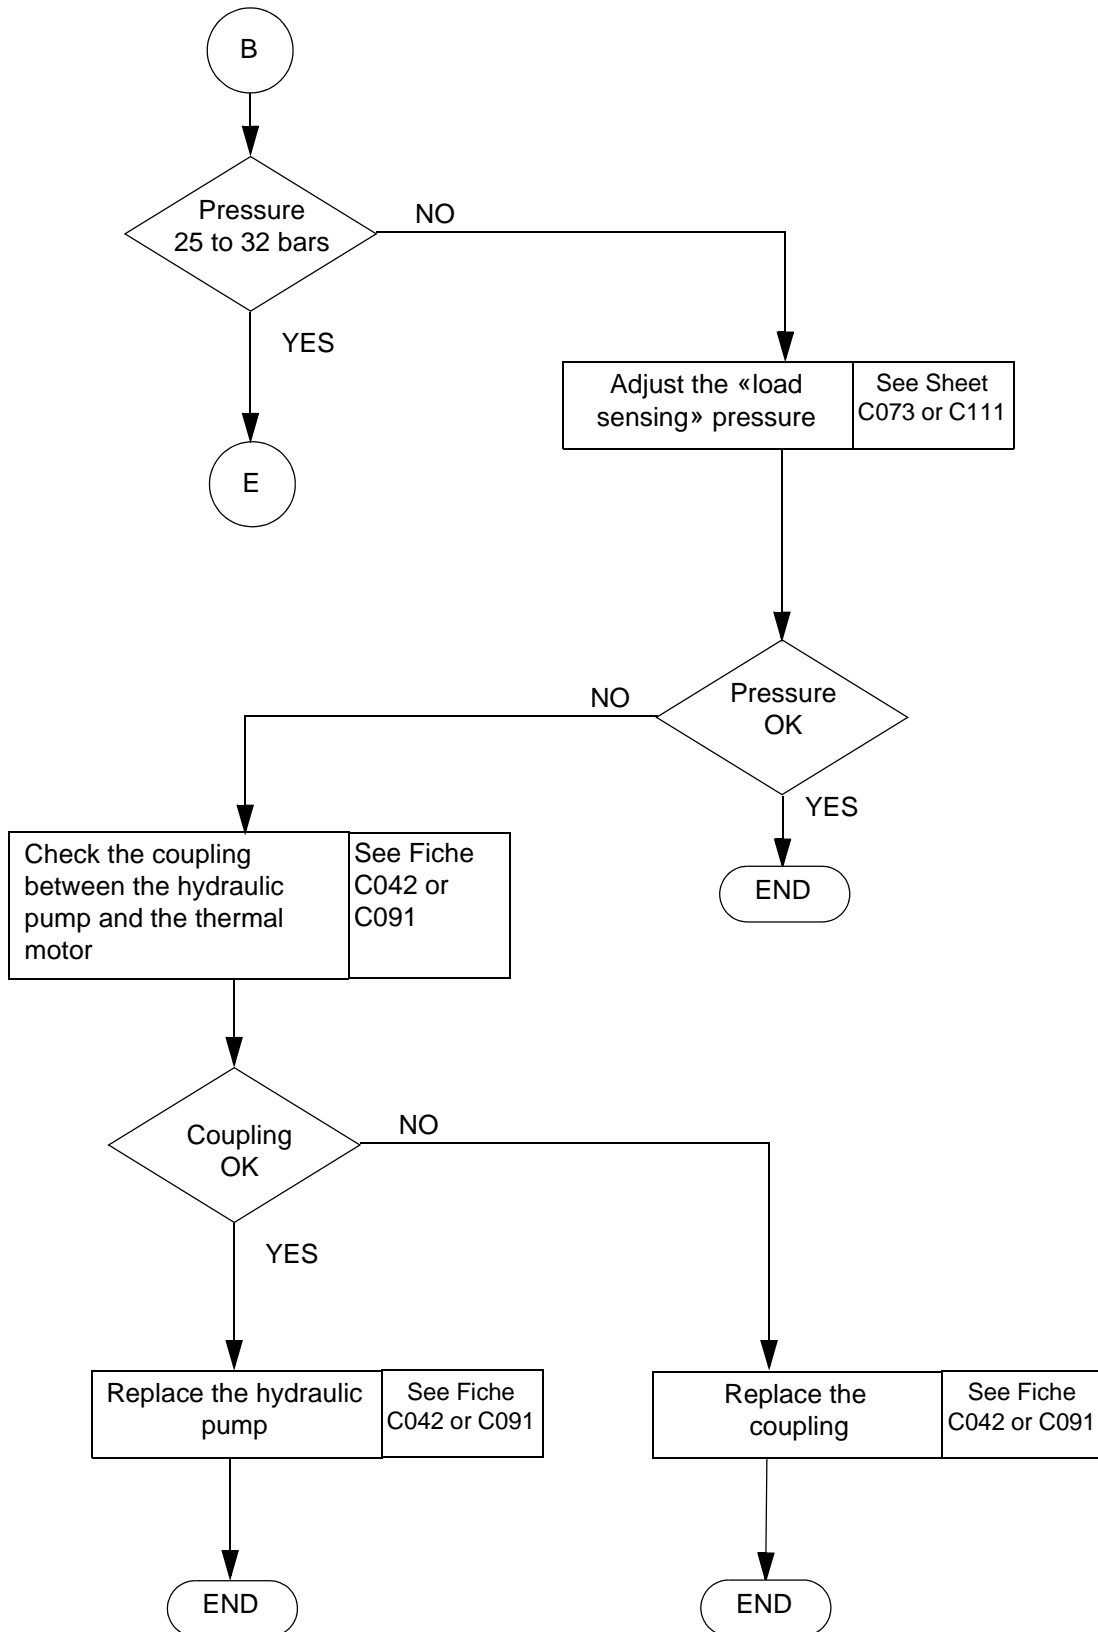 B
Pressure
25 to 32 bars
NO
YES
E
Adjust the «load
sensing» pressure
See Sheet
C073 or C111
Pressure
OK
NO
YES
END
Check the coupling
between the hydraulic
pump and the thermal
motor
See Fiche
C042 or
C091
Coupling
OK
NO
YES
Replace the hydraulic
pump
See Fiche
C042 or C091
Replace the
coupling
See Fiche
C042 or C091
END
END